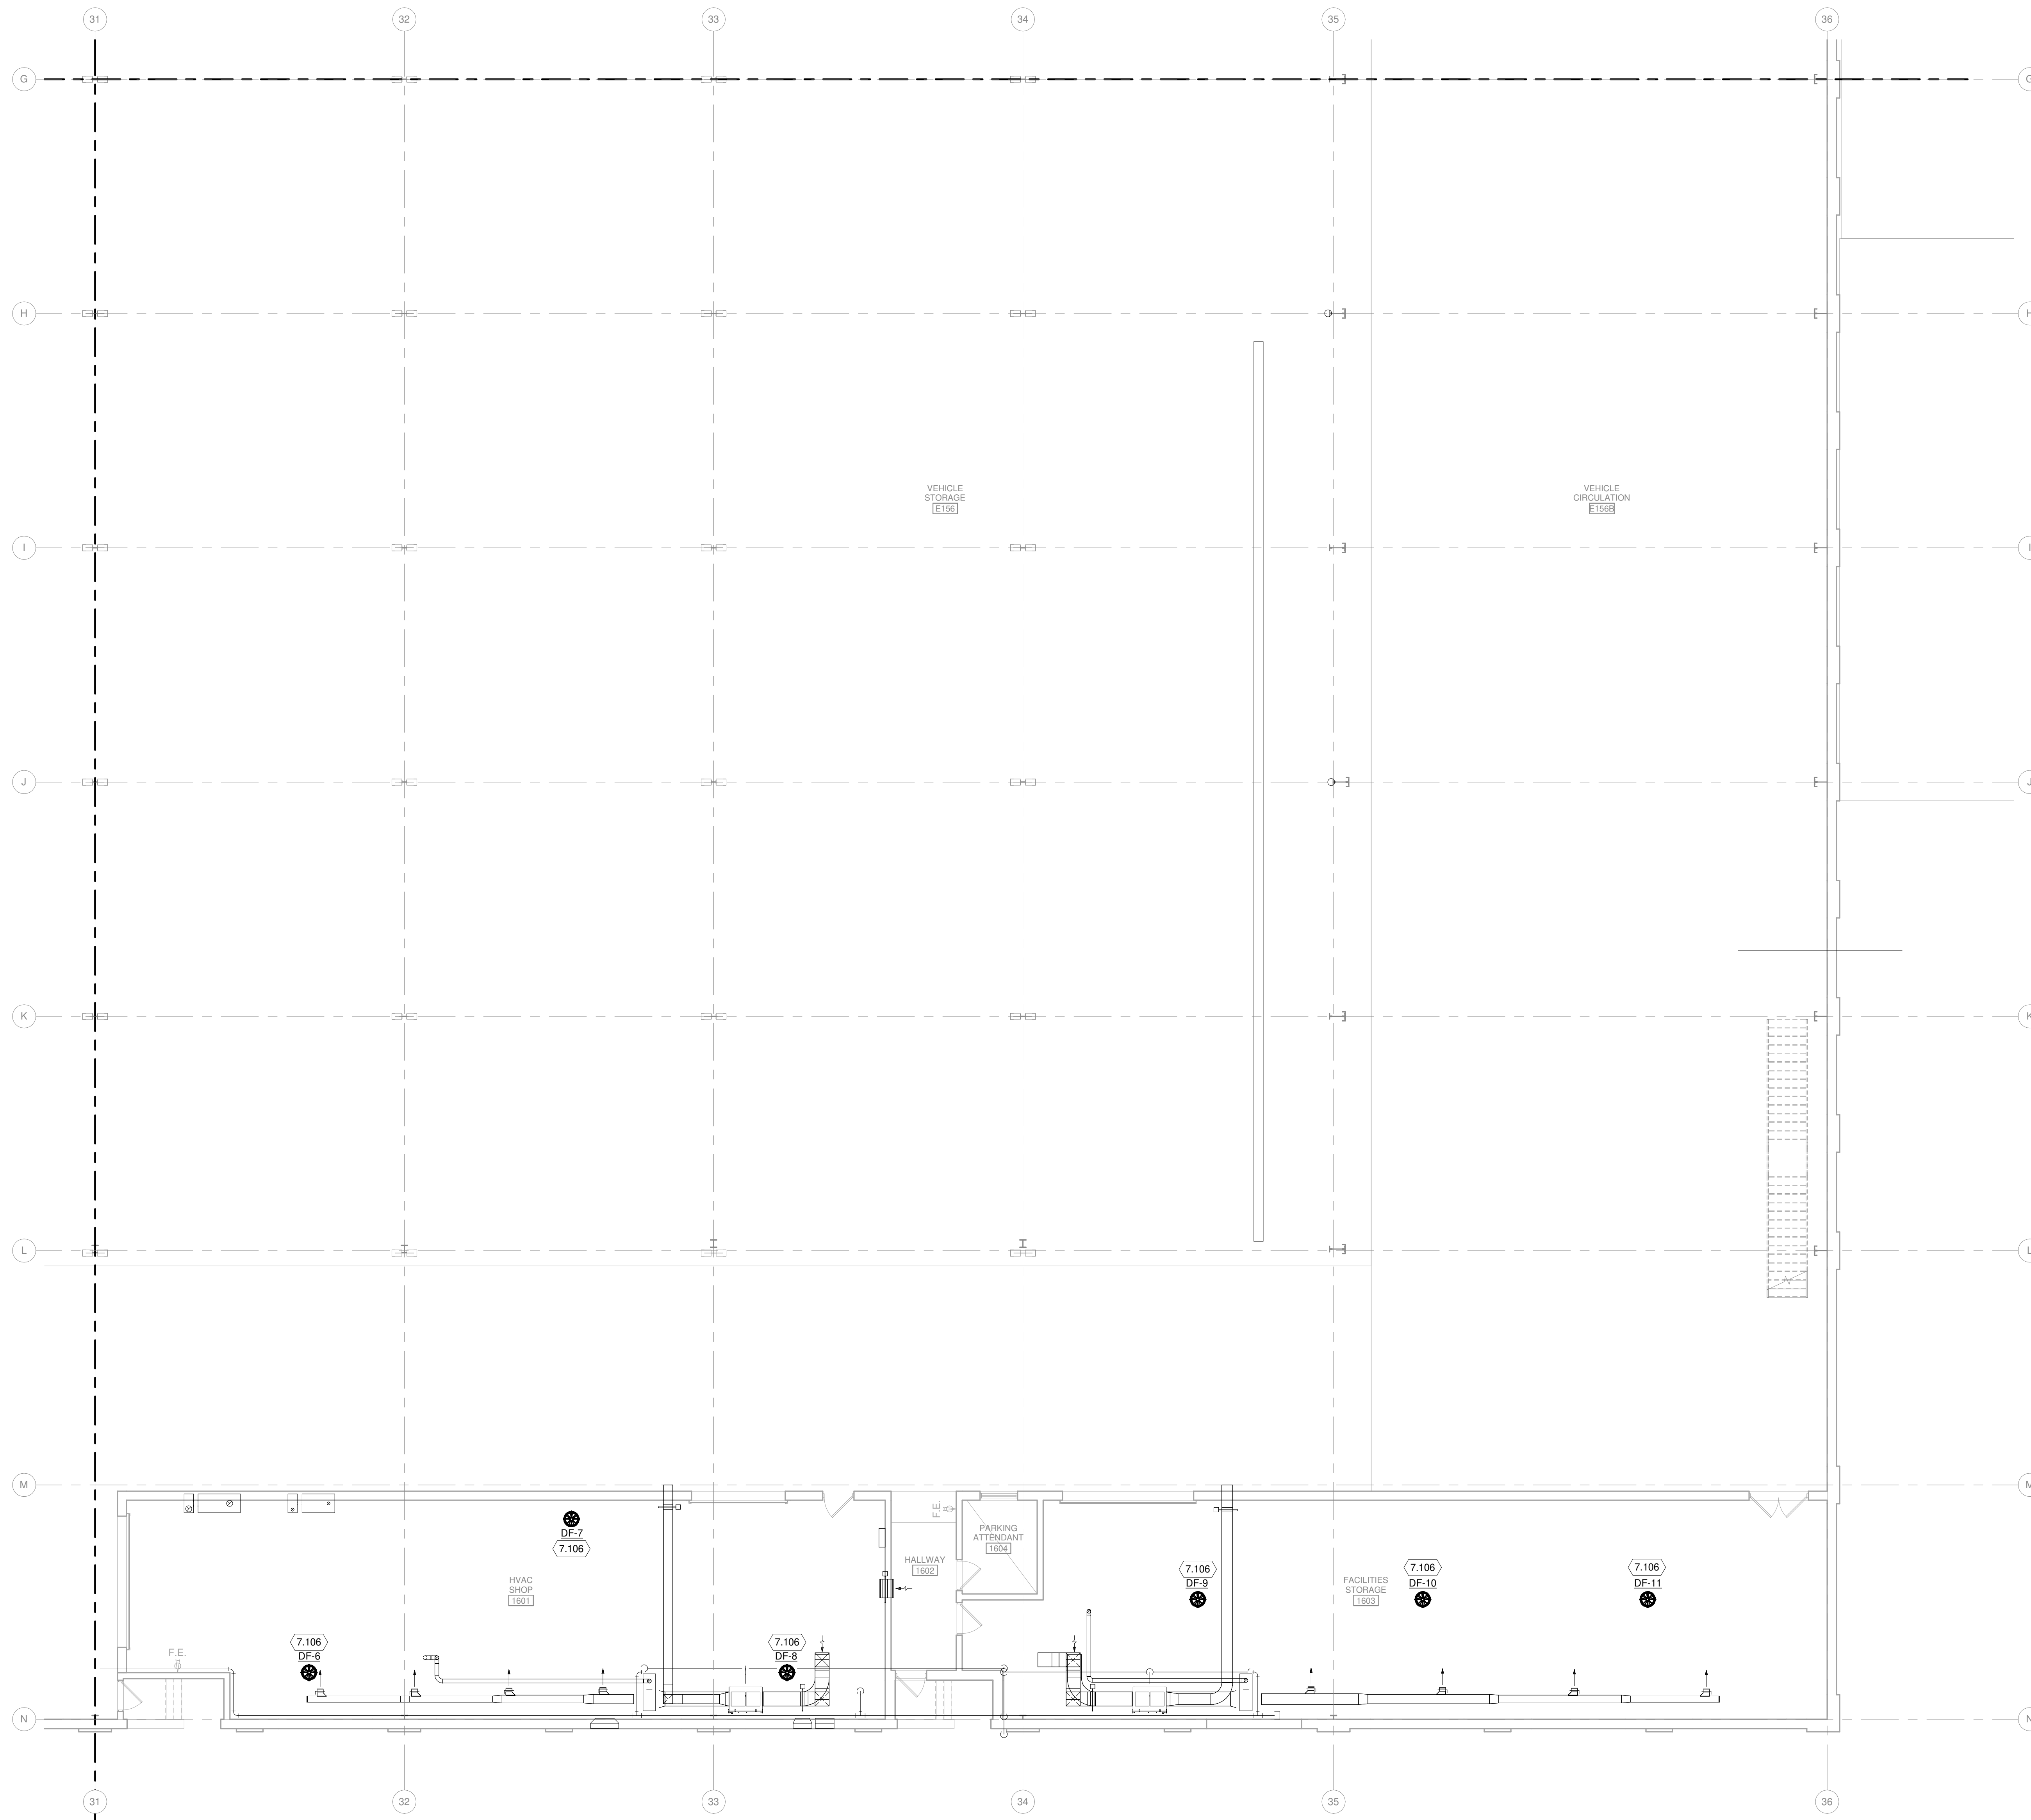 31
32
33
34
35
36
G
G
H
H
VEHICLE
STORAGE
E156
VEHICLE
CIRCULATION
E156B
I
I
J
J
K
K
L
L
M
M
DF-7
7.106
F.E.
PARKING
ATTENDANT
1604
HALLWAY
1602
HVAC
SHOP
1601
7.106
DF-9
FACILITIES
STORAGE
1603
7.106
DF-10
7.106
DF-11
F.E.
7.106
DF-6
7.106
DF-8
N
N
31
32
33
34
35
36